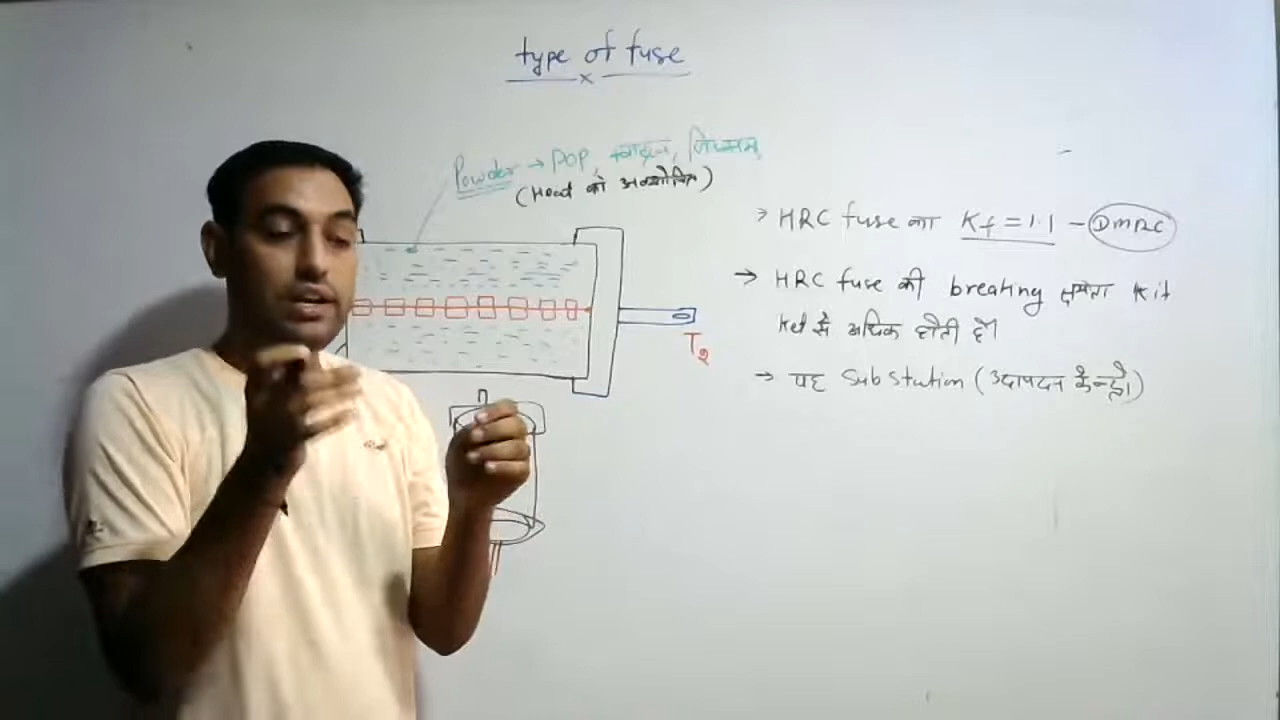 type of fuse
Powder → POP, जिप्सम
(Heat को अवशोषित)
HRC fuse का Kf = 1.1 - DMRC
→ HRC fuse की breaking क्षमता Kit
Ket से अधिक होती है।
→ यह Substation (उत्पादन केन्द्रो)
T2